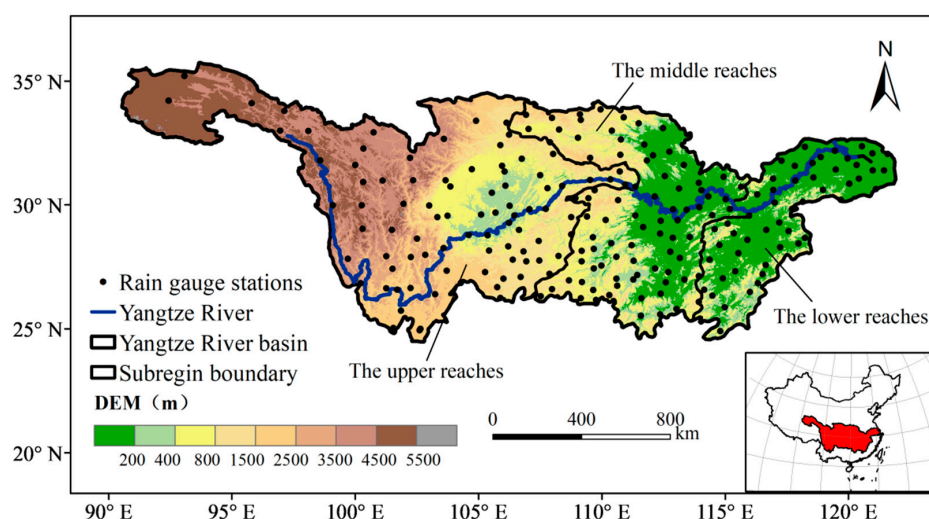 N
35° N
30° N
25° N
20° N
The middle reaches
The lower reaches
The upper reaches
Rain gauge stations
Yangtze River
Yangtze River basin
Subregin boundary
DEM（m）
200 400 800 1500 2500 3500 4500 5500
0 400 800
km
90° E 95° E 100° E 105° E 110° E 115° E 120° E